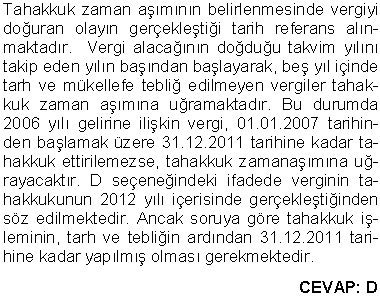 Tahakkuk zaman aşımının belirlenmesinde vergiyi
doğuran olayın gerçekleştiği tarih referans alın-
maktadır. Vergi alacağının doğduğu takvim yılını
takip eden yılın başından başlayarak, beş yıl içinde
tarh ve mükellefe tebliğ edilmeyen vergiler tahak-
kuk zaman aşımına uğramaktadır. Bu durumda
2006 yılı gelirine ilişkin vergi, 01.01.2007 tarihin-
den başlamak üzere 31.12.2011 tarihine kadar ta-
hakkuk ettirilemezse, tahakkuk zamanaşımına uğ-
rayacaktır. D seçeneğindeki ifadede verginin ta-
hakkukunun 2012 yılı içerisinde gerçekleştiğinden
söz edilmektedir. Ancak soruya göre tahakkuk iş-
leminin, tarh ve tebliğin ardından 31.12.2011 tari-
hine kadar yapılmış olması gerekmektedir.
CEVAP: D